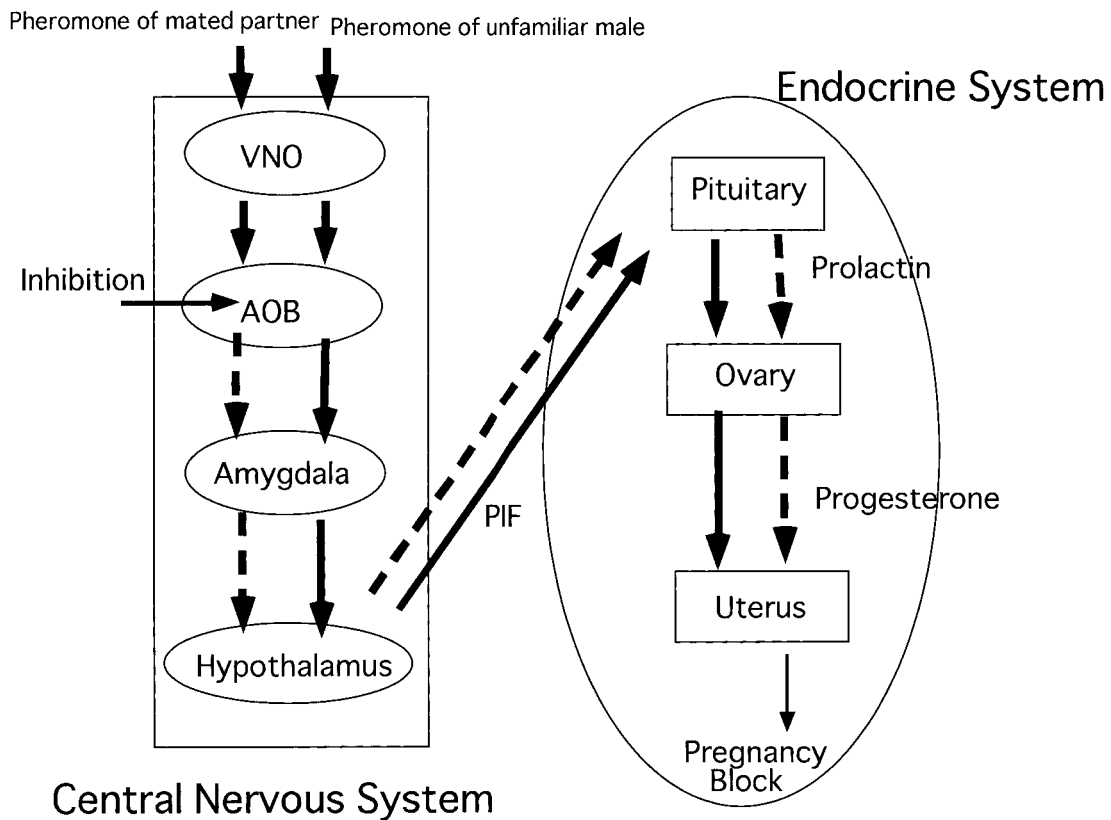 Pheromone of mated partner
Pheromone of unfamiliar male
Endocrine System
VNO
Pituitary
Inhibition
AOB
Prolactin
Ovary
Amygdala
PIF
Progesterone
Uterus
Hypothalamus
Pregnancy
Block
Central Nervous System